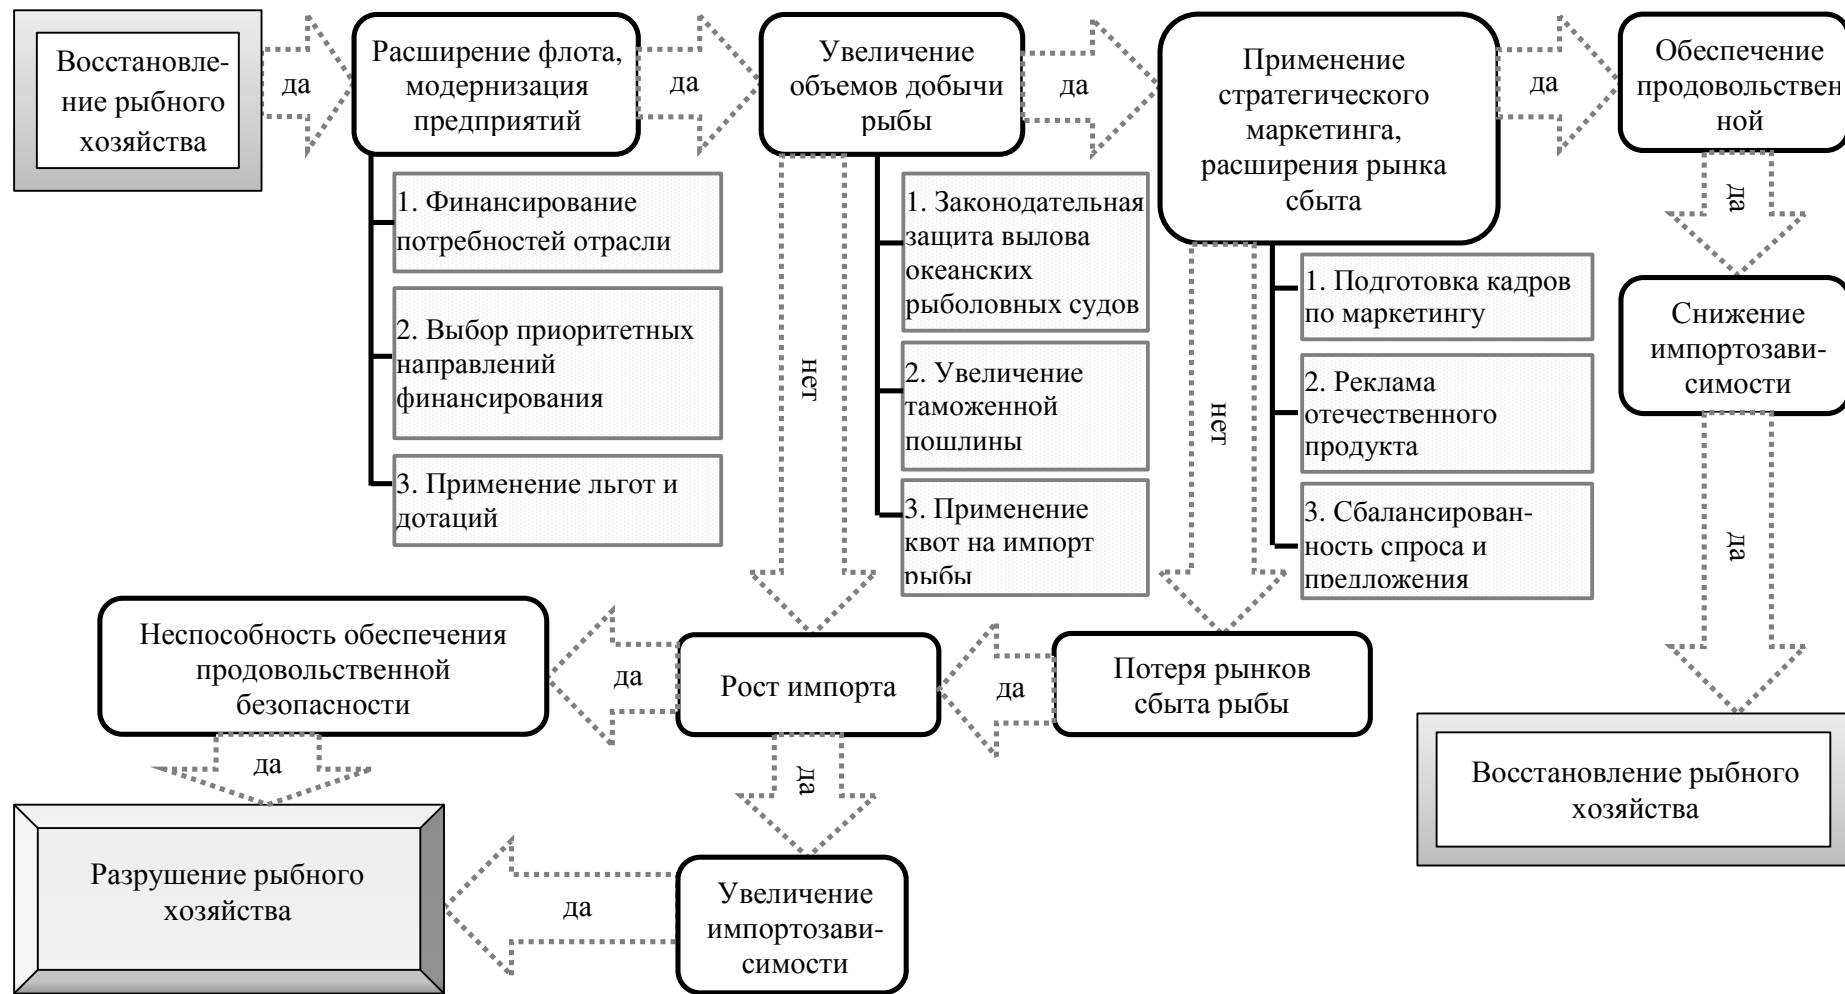 Восстановле-
ние рыбного
хозяйства
да
Расширение флота,
модернизация
предприятий
да
Увеличение
объемов добычи
рыбы
да
Применение
стратегического
маркетинга,
расширения рынка
сбыта
да
Обеспечение
продовольствен
ной
1. Финансирование
потребностей отрасли
2. Выбор приоритетных
направлений
финансирования
3. Применение льгот и
дотаций
нет
1. Законодательная
защита вылова
океанских
рыболовных судов
2. Увеличение
таможенной
пошлины
3. Применение
квот на импорт
рыбы
нет
1. Подготовка кадров
по маркетингу
2. Реклама
отечественного
продукта
3. Сбалансирован-
ность спроса и
предложения
да
Снижение
импортозави-
симости
да
Неспособность обеспечения
продовольственной
безопасности
да
Рост импорта
да
Потеря рынков
сбыта рыбы
да
да
Восстановление рыбного
хозяйства
Разрушение рыбного
хозяйства
да
Увеличение
импортозави-
симости